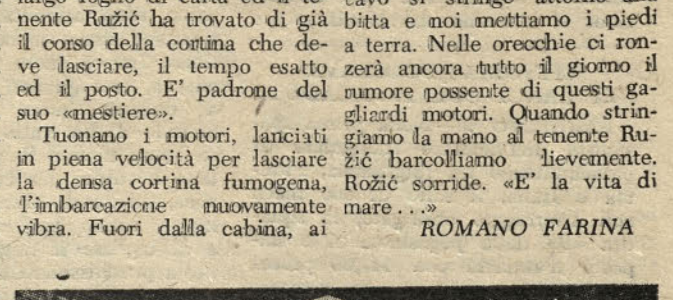 nente Ružić ha trovato di già
il corso della cortina che de-
ve lasciare, il tempo esatto
ed il posto. E' padrone del
suo «mestiere».
Tuonano i motori, lanciati
in piena velocità per lasciare
la densa cortina fumogena,
l'imbarcazione nuovamente
vibra. Fuori dalla cabina, ai
bitta e noi mettiamo i piedi
a terra. Nelle orecchie ci ron-
zerà ancora tutto il giorno il
rumore possente di questi ga-
gliardi motori. Quando strin-
giamo la mano al tenente Ru-
žić barcolliamo lievemente.
Rožić sorride. «E' la vita di
mare...»
ROMANO FARINA